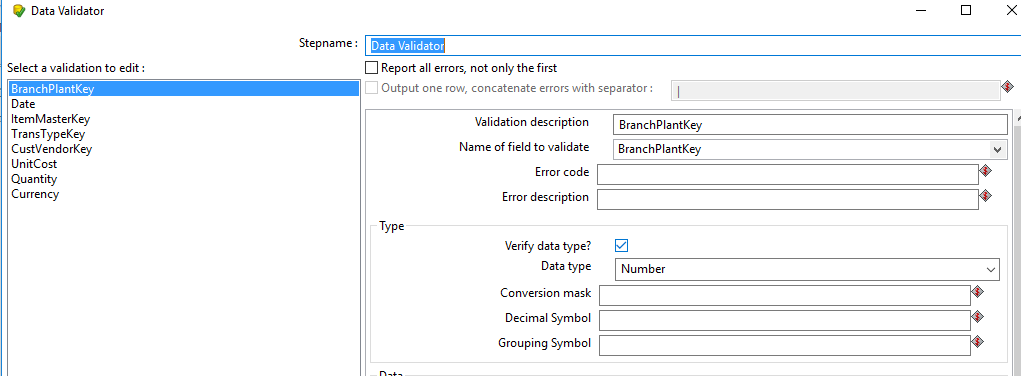 Data Validator
Stepname : Data Validator
Select a validation to edit :
Report all errors, not only the first
BranchPlantKey
Output one row, concatenate errors with separator : |
Date
ItemMasterKey
TransTypeKey
CustVendorKey
UnitCost
Quantity
Currency
Validation description BranchPlantKey
Name of field to validate BranchPlantKey
Error code
Error description
Type
Verify data type?
Data type Number
Conversion mask
Decimal Symbol
Grouping Symbol
Data